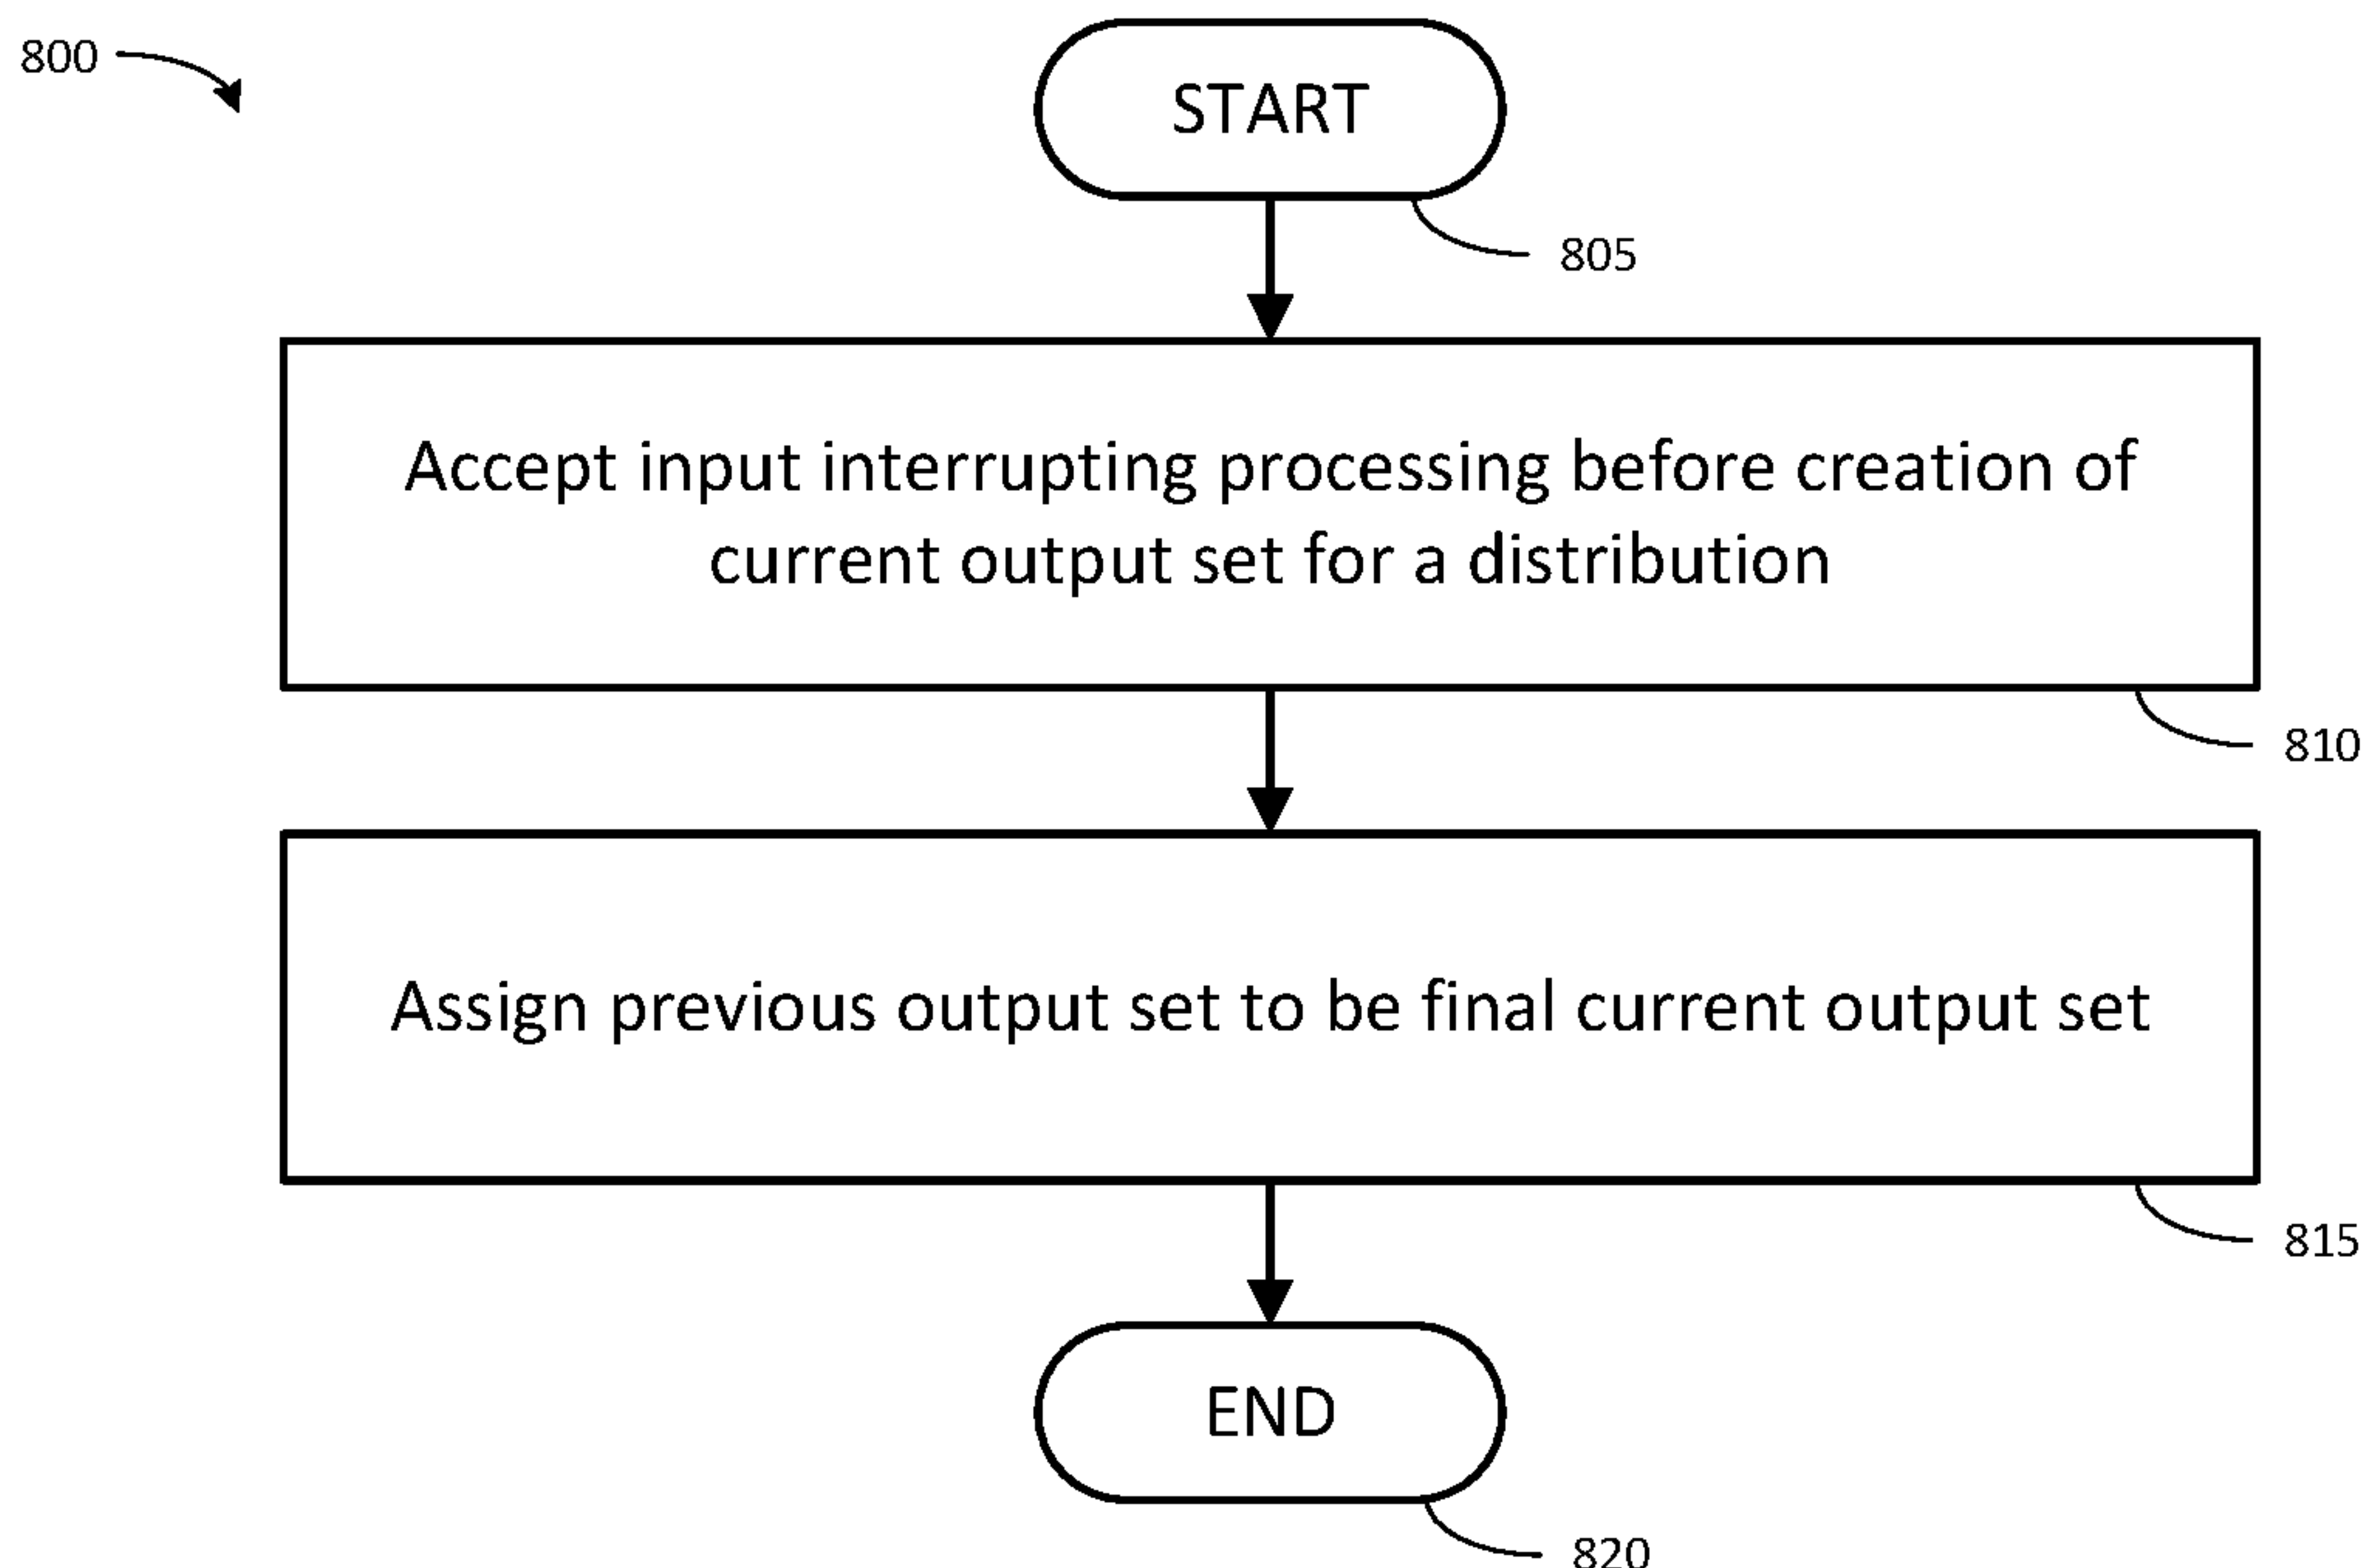 800
START
805
Accept input interrupting processing before creation of
current output set for a distribution
810
Assign previous output set to be final current output set
815
END
820